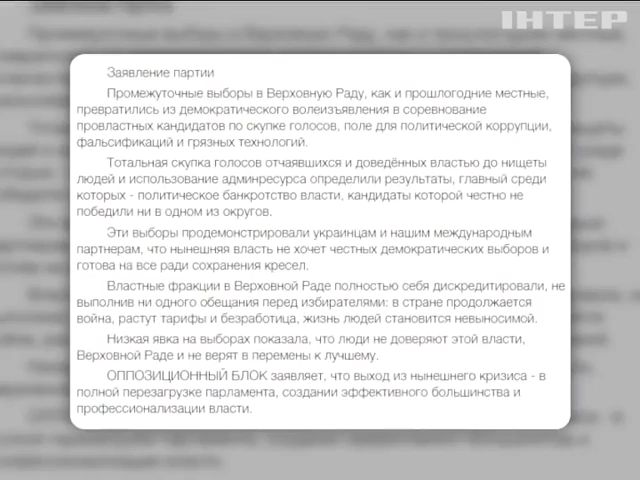 ІНТЕР
Заявление партии
Промежуточные выборы в Верховную Раду, как и прошлогодние местные,
превратились из демократического волеизъявления в соревнование
провластных кандидатов по скупке голосов, поле для политической коррупции,
фальсификаций и грязных технологий.
Тотальная скупка голосов отчаявшихся и доведённых властью до нищеты
людей и использование админресурса определили результаты, главный среди
которых - политическое банкротство власти, кандидаты которой честно не
победили ни в одном из округов.
Эти выборы продемонстрировали украинцам и нашим международным
партнерам, что нынешняя власть не хочет честных демократических выборов и
готова на все ради сохранения кресел.
Властные фракции в Верховной Раде полностью себя дискредитировали, не
выполнив ни одного обещания перед избирателями: в стране продолжается
война, растут тарифы и безработица, жизнь людей становится невыносимой.
Низкая явка на выборах показала, что люди не доверяют этой власти,
Верховной Раде и не верят в перемены к лучшему.
ОППОЗИЦИОННЫЙ БЛОК заявляет, что выход из нынешнего кризиса - в
полной перезагрузке парламента, создании эффективного большинства и
профессионализации власти.